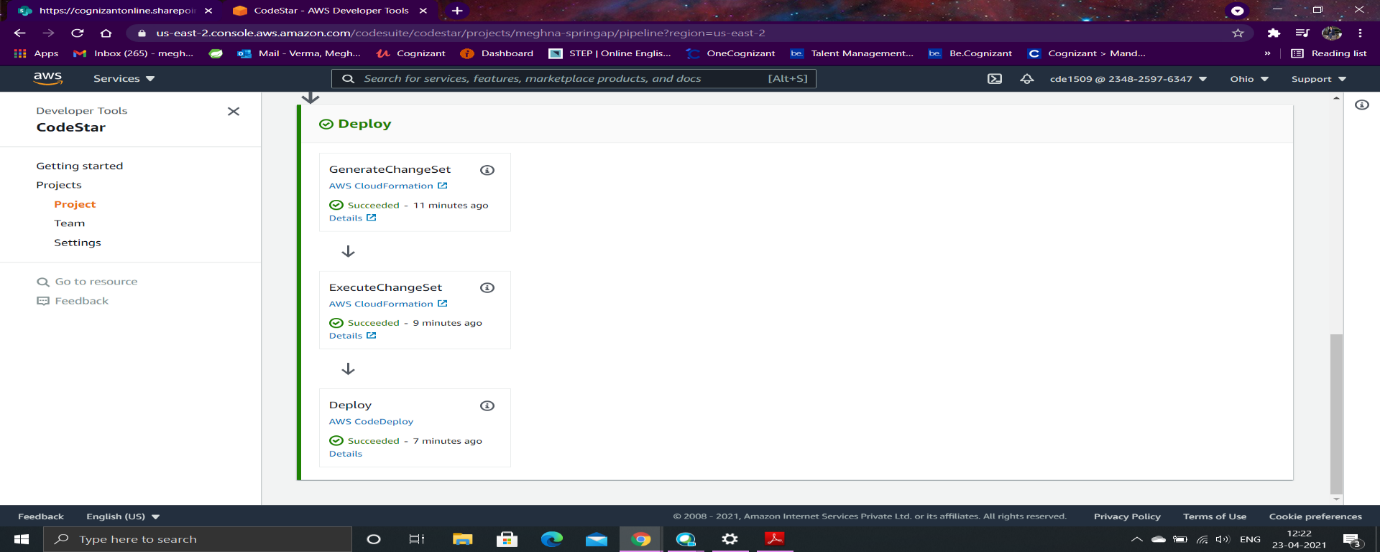 https://cognizantonline.sharepoi
CodeStar - AWS Developer Tools
us-east-2.console.aws.amazon.com/codesuite/codestar/projects/meghna-springap/pipeline?region=us-east-2
Apps
Inbox (265) - megh...
Mail - Verma, Megh...
Cognizant
Dashboard
STEP | Online Englis...
OneCognizant
be
Talent Management...
be
Be.Cognizant
C
Cognizant > Mand...
»
Reading list
aws
Services
Search for services, features, marketplace products, and docs
[Alt+S]
cde1509 @ 2348-2597-6347
Ohio
Support
Developer Tools
CodeStar
Getting started
Projects
Project
Team
Settings
Go to resource
Feedback
Deploy
GenerateChangeSet
AWS CloudFormation
Succeeded - 11 minutes ago
Details
ExecuteChangeSet
AWS CloudFormation
Succeeded - 9 minutes ago
Details
Deploy
AWS CodeDeploy
Succeeded - 7 minutes ago
Details
Feedback
English (US)
© 2008 - 2021, Amazon Internet Services Private Ltd. or its affiliates. All rights reserved.
Privacy Policy
Terms of Use
Cookie preferences
Type here to search
ENG
12:22
23-04-2021
3